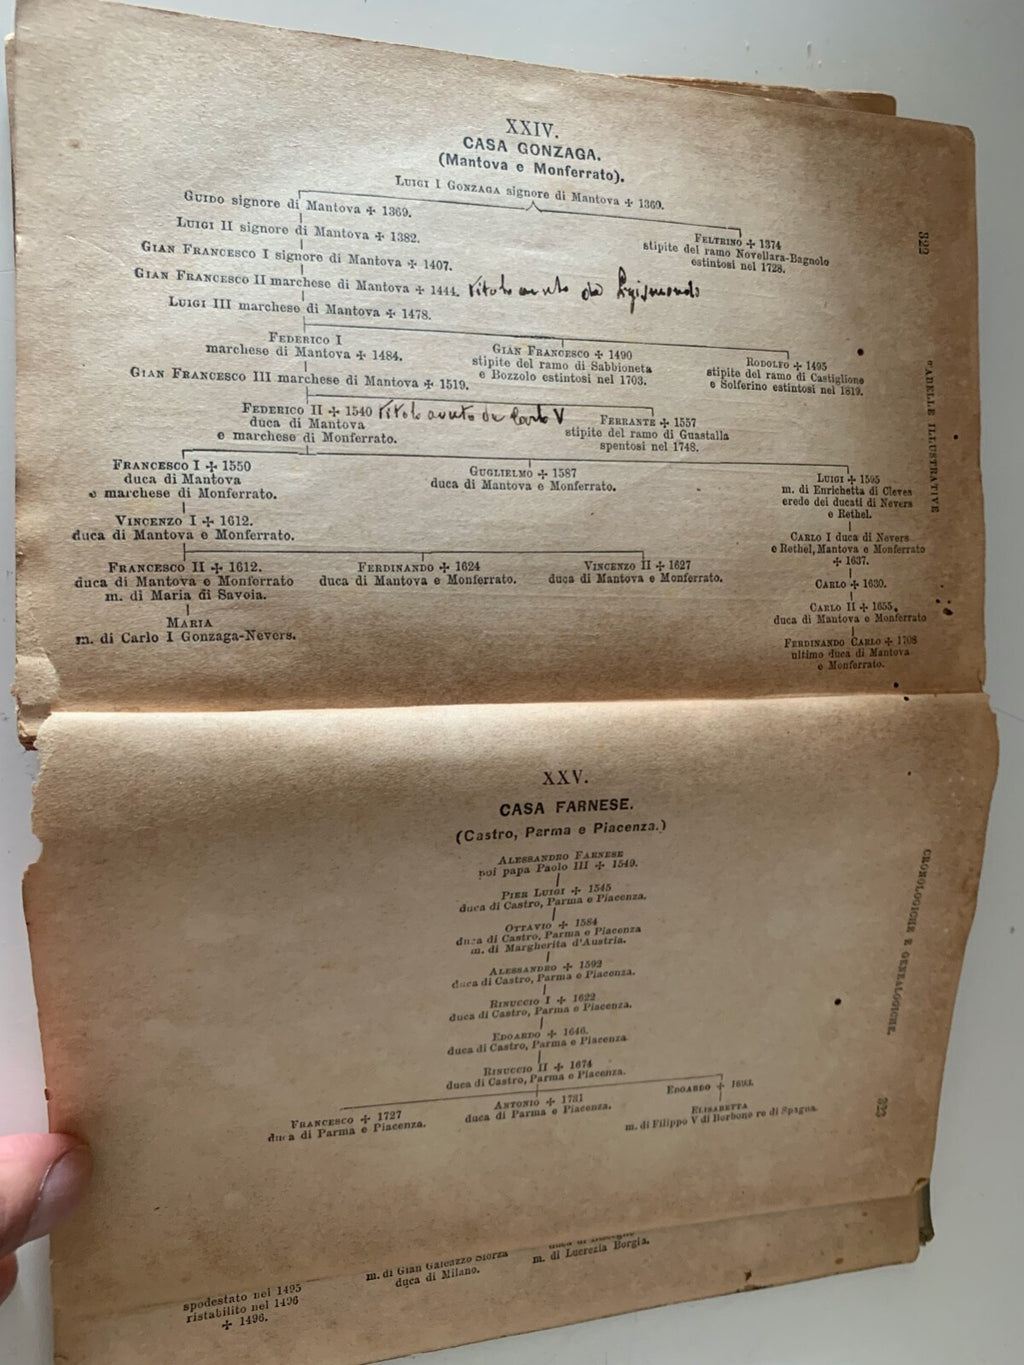 XXIV.
CASA GONZAGA.
(Mantova e Monferrato).
LUIGI I GONZAGA signore di Mantova ✣ 1369.
GUIDO signore di Mantova ✣ 1369.
FELTRINO ✣ 1374
stipite del ramo Novellara-Bagnolo
estintosi nel 1728.
LUIGI II signore di Mantova ✣ 1382.
GIAN FRANCESCO I signore di Mantova ✣ 1407.
GIAN FRANCESCO II marchese di Mantova ✣ 1444. titolo avuto da Sigismondo
LUIGI III marchese di Mantova ✣ 1478.
FEDERICO I
marchese di Mantova ✣ 1484.
GIAN FRANCESCO ✣ 1490
stipite del ramo di Sabbioneta
e Bozzolo estintosi nel 1703.
RODOLFO ✣ 1495
stipite del ramo di Castiglione
e Solferino estintosi nel 1819.
GIAN FRANCESCO III marchese di Mantova ✣ 1519.
FEDERICO II ✣ 1540 titolo avuto da Carlo V
duca di Mantova
e marchese di Monferrato.
FERRANTE ✣ 1557
stipite del ramo di Guastalla
spentosi nel 1748.
FRANCESCO I ✣ 1550
duca di Mantova
e marchese di Monferrato.
GUGLIELMO ✣ 1587
duca di Mantova e Monferrato.
LUIGI ✣ 1595
m. di Enrichetta di Cleves
erede dei ducati di Nevers
e Rethel.
VINCENZO I ✣ 1612.
duca di Mantova e Monferrato.
CARLO I duca di Nevers
e Rethel, Mantova e Monferrato
✣ 1637.
FRANCESCO II ✣ 1612.
duca di Mantova e Monferrato
m. di Maria di Savoia.
FERDINANDO ✣ 1624
duca di Mantova e Monferrato.
VINCENZO II ✣ 1627
duca di Mantova e Monferrato.
CARLO ✣ 1630.
MARIA
m. di Carlo I Gonzaga-Nevers.
CARLO II ✣ 1655,
duca di Mantova e Monferrato
FERDINANDO CARLO ✣ 1708
ultimo duca di Mantova
e Monferrato.
322
TABELLE ILLUSTRATIVE
XXV.
CASA FARNESE.
(Castro, Parma e Piacenza.)
ALESSANDRO FARNESE
poi papa Paolo III ✣ 1549.
PIER LUIGI ✣ 1545
duca di Castro, Parma e Piacenza.
OTTAVIO ✣ 1584
duca di Castro, Parma e Piacenza
m. di Margherita d'Austria.
ALESSANDRO ✣ 1592
duca di Castro, Parma e Piacenza.
RINUCCIO I ✣ 1622
duca di Castro, Parma e Piacenza.
EDOARDO ✣ 1646.
duca di Castro, Parma e Piacenza
RINUCCIO II ✣ 1674
duca di Castro, Parma e Piacenza.
FRANCESCO ✣ 1727
duca di Parma e Piacenza.
ANTONIO ✣ 1731
duca di Parma e Piacenza.
EDOARDO ✣ 1693.
ELISABETTA
m. di Filippo V di Borbone re di Spagna.
CRONOLOGICHE E GENEALOGICHE.
323
spodestato nel 1495
ristabilito nel 1496
✣ 1496.
m. di Gian Galeazzo Sforza
duca di Milano.
m. di Lucrezia Borgia.